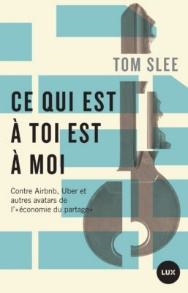 TOM SLEE
CE QUI EST
À TOI EST
À MOI
Contre Airbnb, Uber et
autres avatars de
l'«économie du partage»
LUX